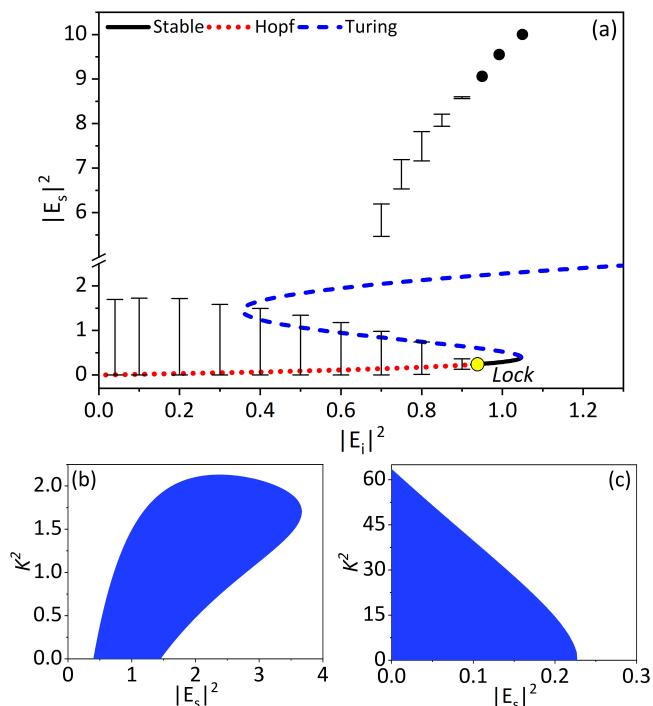 Stable Hopf Turing (a)
10
9
8
7
6
2
1
0
|E_s|^2
0.0 0.2 0.4 0.6 0.8 1.0 1.2
|E_i|^2
Lock
(b)
2.0
1.5
1.0
0.5
0.0
K^2
0 1 2 3 4
|E_s|^2
(c)
60
45
30
15
0
K^2
0.0 0.1 0.2 0.3
|E_s|^2